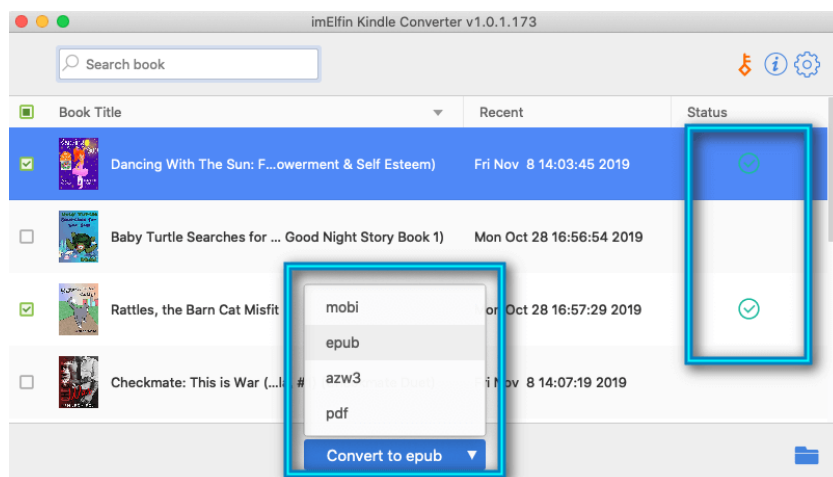 imElfin Kindle Converter v1.0.1.173
Search book
Book Title Recent Status
Dancing With The Sun: F...owerment & Self Esteem) Fri Nov 8 14:03:45 2019
Baby Turtle Searches for ... Good Night Story Book 1) Mon Oct 28 16:56:54 2019
Rattles, the Barn Cat Misfit Oct 28 16:57:29 2019
Checkmate: This is War (...la # 8 14:07:19 2019
mobi
epub
azw3
pdf
Convert to epub